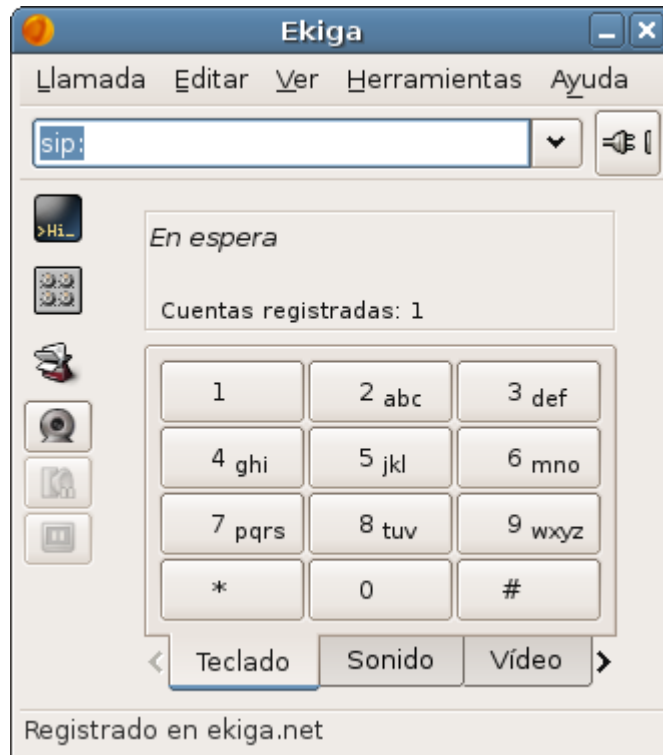 Ekiga
Llamada Editar Ver Herramientas Ayuda
sip:
>Hi_
En espera
Cuentas registradas: 1
1 2 abc 3 def
4 ghi 5 jkl 6 mno
7 pqrs 8 tuv 9 wxyz
* 0 #
Teclado Sonido Vídeo
Registrado en ekiga.net